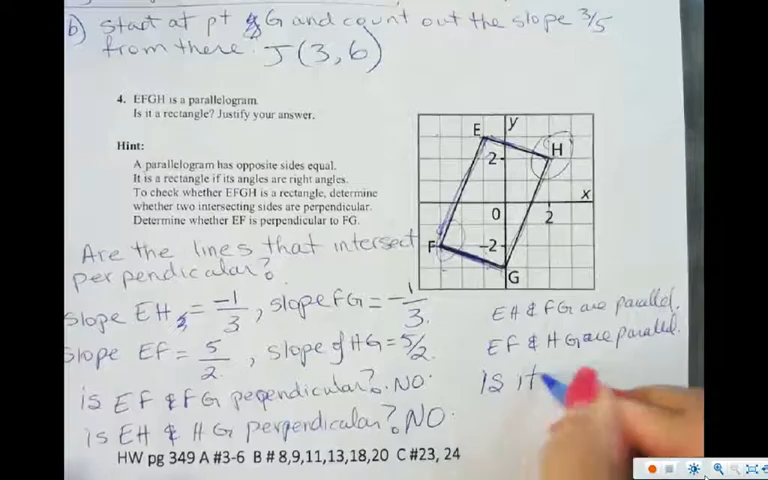 b) start at pt G and count out the slope 3/5
from there. J(3,6)
4. EFGH is a parallelogram.
Is it a rectangle? Justify your answer.
Hint:
A parallelogram has opposite sides equal.
It is a rectangle if its angles are right angles.
To check whether EFGH is a rectangle, determine
whether two intersecting sides are perpendicular.
Determine whether EF is perpendicular to FG.
E
y
H
2
x
0
2
F
-2
G
Are the lines that intersect
perpendicular?
slope EH = -1/3, slope FG = -1/3.
slope EF = 5/2, slope of HG = 5/2.
is EF & FG pependicular? NO.
is EH & HG perpendicular? NO.
EH & FG are parallel.
EF & HG are parallel.
Is it
HW pg 349 A #3-6 B # 8,9,11,13,18,20 C #23, 24